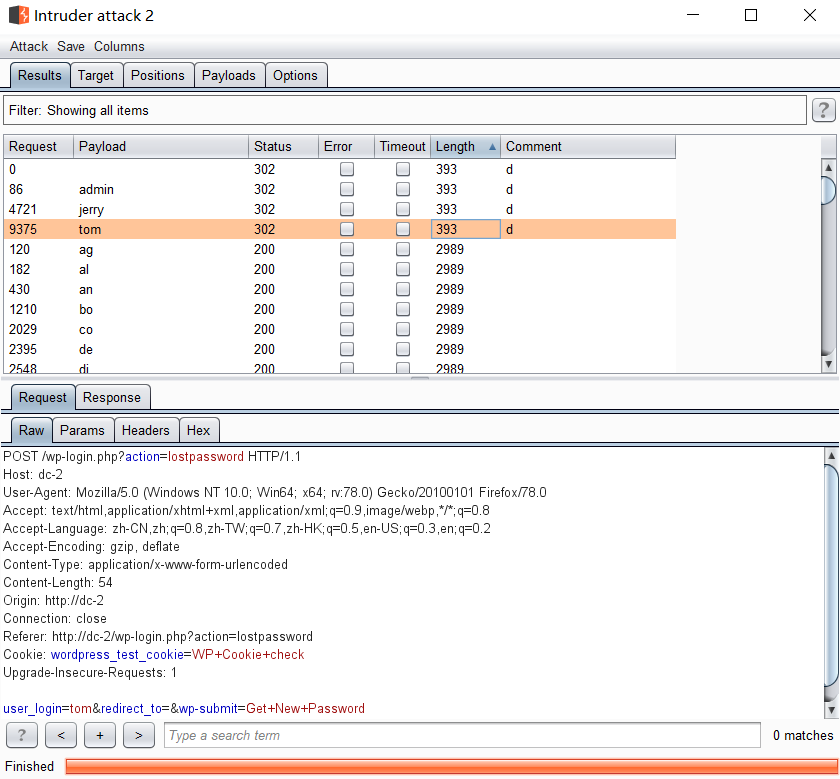 Intruder attack 2
Attack Save Columns
Results Target Positions Payloads Options
Filter: Showing all items ?
Request Payload Status Error Timeout Length Comment
0 302 393 d
86 admin 302 393 d
4721 jerry 302 393 d
9375 tom 302 393 d
120 ag 200 2989
182 al 200 2989
430 an 200 2989
1210 bo 200 2989
2029 co 200 2989
2395 de 200 2989
2548 di 200 2989
Request Response
Raw Params Headers Hex
POST /wp-login.php?action=lostpassword HTTP/1.1
Host: dc-2
User-Agent: Mozilla/5.0 (Windows NT 10.0; Win64; x64; rv:78.0) Gecko/20100101 Firefox/78.0
Accept: text/html,application/xhtml+xml,application/xml;q=0.9,image/webp,*/*;q=0.8
Accept-Language: zh-CN,zh;q=0.8,zh-TW;q=0.7,zh-HK;q=0.5,en-US;q=0.3,en;q=0.2
Accept-Encoding: gzip, deflate
Content-Type: application/x-www-form-urlencoded
Content-Length: 54
Origin: http://dc-2
Connection: close
Referer: http://dc-2/wp-login.php?action=lostpassword
Cookie: wordpress_test_cookie=WP+Cookie+check
Upgrade-Insecure-Requests: 1
user_login=tom&redirect_to=&wp-submit=Get+New+Password
? < + > Type a search term 0 matches
Finished